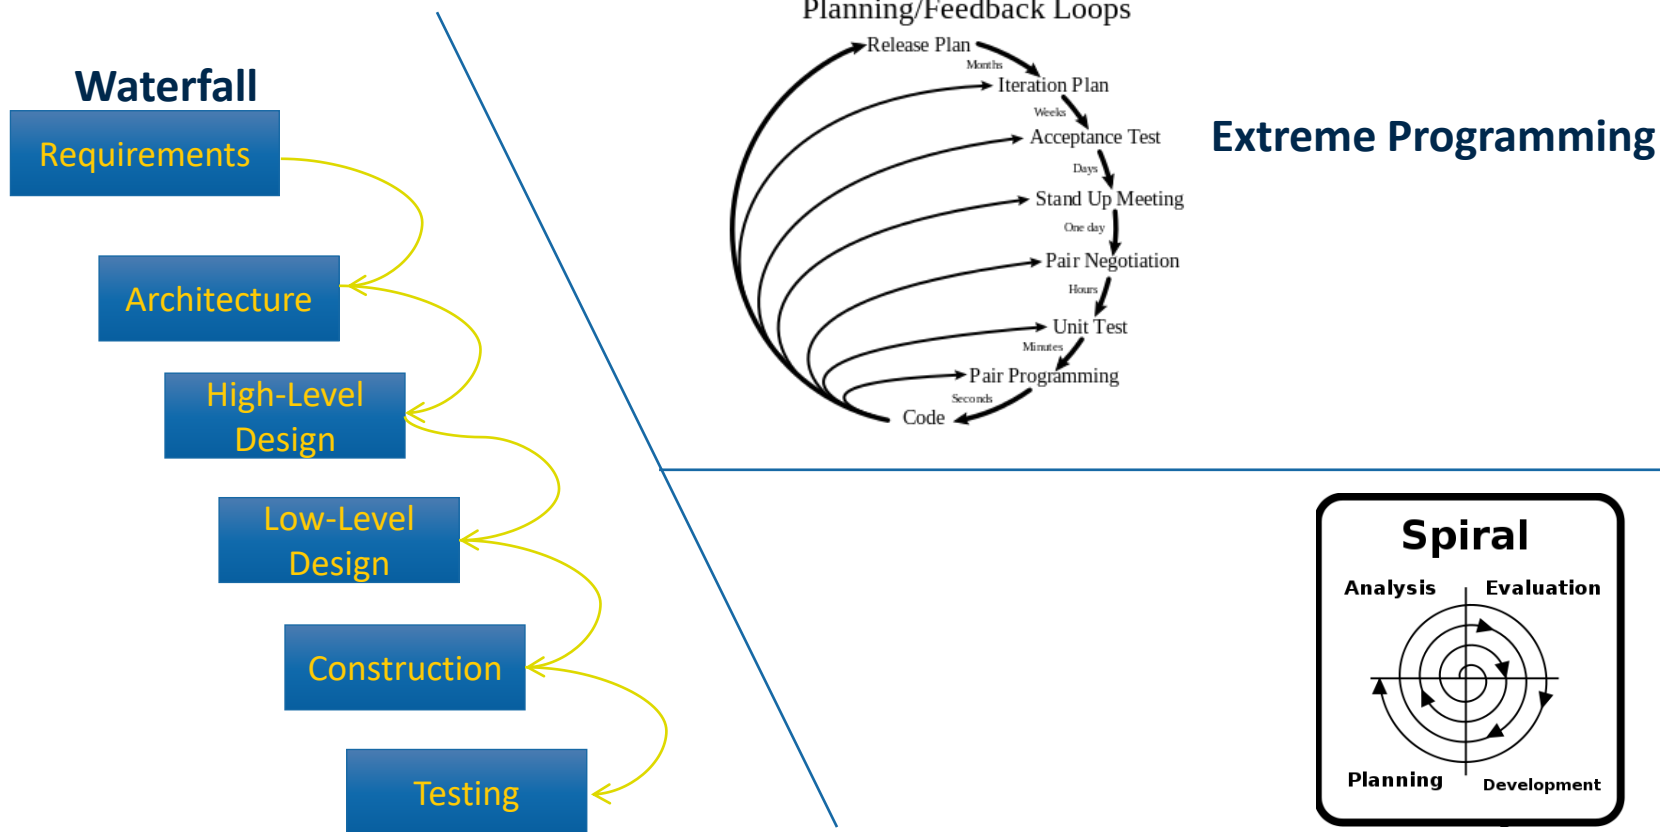 Waterfall
Requirements
Architecture
High-Level
Design
Low-Level
Design
Construction
Testing
Planning/Feedback Loops
Release Plan
Months
Iteration Plan
Weeks
Acceptance Test
Days
Stand Up Meeting
One day
Pair Negotiation
Hours
Unit Test
Minutes
Pair Programming
Seconds
Code
Extreme Programming
Spiral
Analysis
Evaluation
Planning
Development